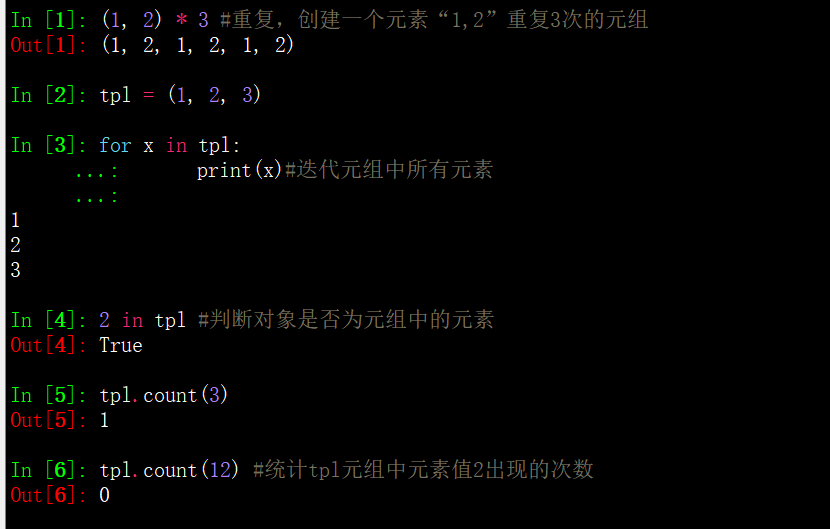 In [1]: (1, 2) * 3 #重复，创建一个元素“1,2”重复3次的元组
Out[1]: (1, 2, 1, 2, 1, 2)
In [2]: tpl = (1, 2, 3)
In [3]: for x in tpl:
...:       print(x)#迭代元组中所有元素
...:
1
2
3
In [4]: 2 in tpl #判断对象是否为元组中的元素
Out[4]: True
In [5]: tpl.count(3)
Out[5]: 1
In [6]: tpl.count(12) #统计tpl元组中元素值2出现的次数
Out[6]: 0